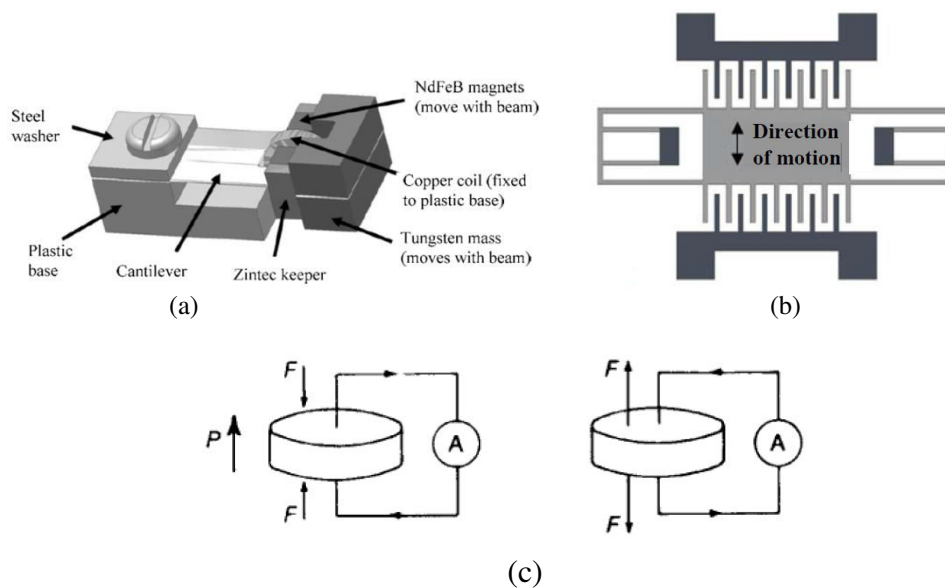 NdFeB magnets
(move with beam)
Steel
washer
Copper coil (fixed
to plastic base)
Tungsten mass
(moves with beam)
Plastic
base
Cantilever
Zintec keeper
(a)
Direction
of motion
(b)
F
P
A
F
F
A
F
(c)